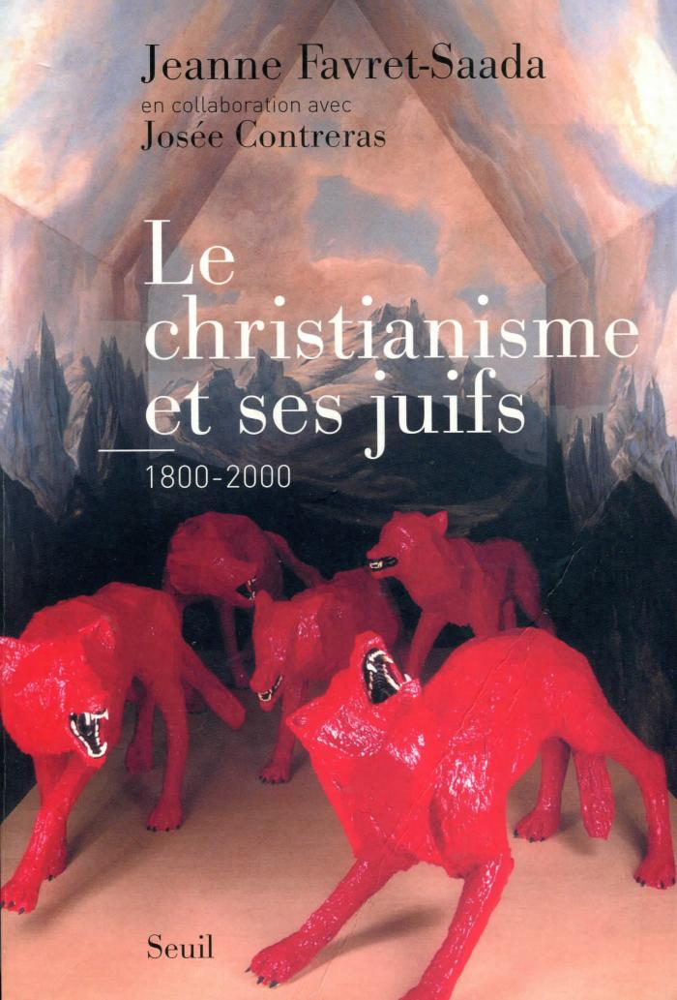 Jeanne Favret-Saada
en collaboration avec
Josée Contreras
Le
christianisme
et ses juifs
1800-2000
Seuil